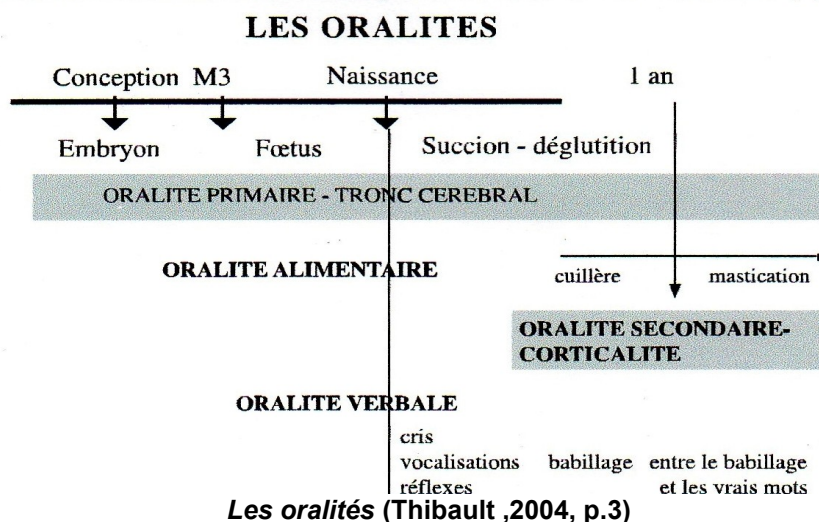 LES ORALITES
Conception M3 Naissance 1 an
Embryon Fœtus Succion - déglutition
ORALITE PRIMAIRE - TRONC CEREBRAL
ORALITE ALIMENTAIRE
cuillère mastication
ORALITE SECONDAIRE-
CORTICALITE
ORALITE VERBALE
cris
vocalisations babillage entre le babillage
réflexes et les vrais mots
Les oralités (Thibault ,2004, p.3)